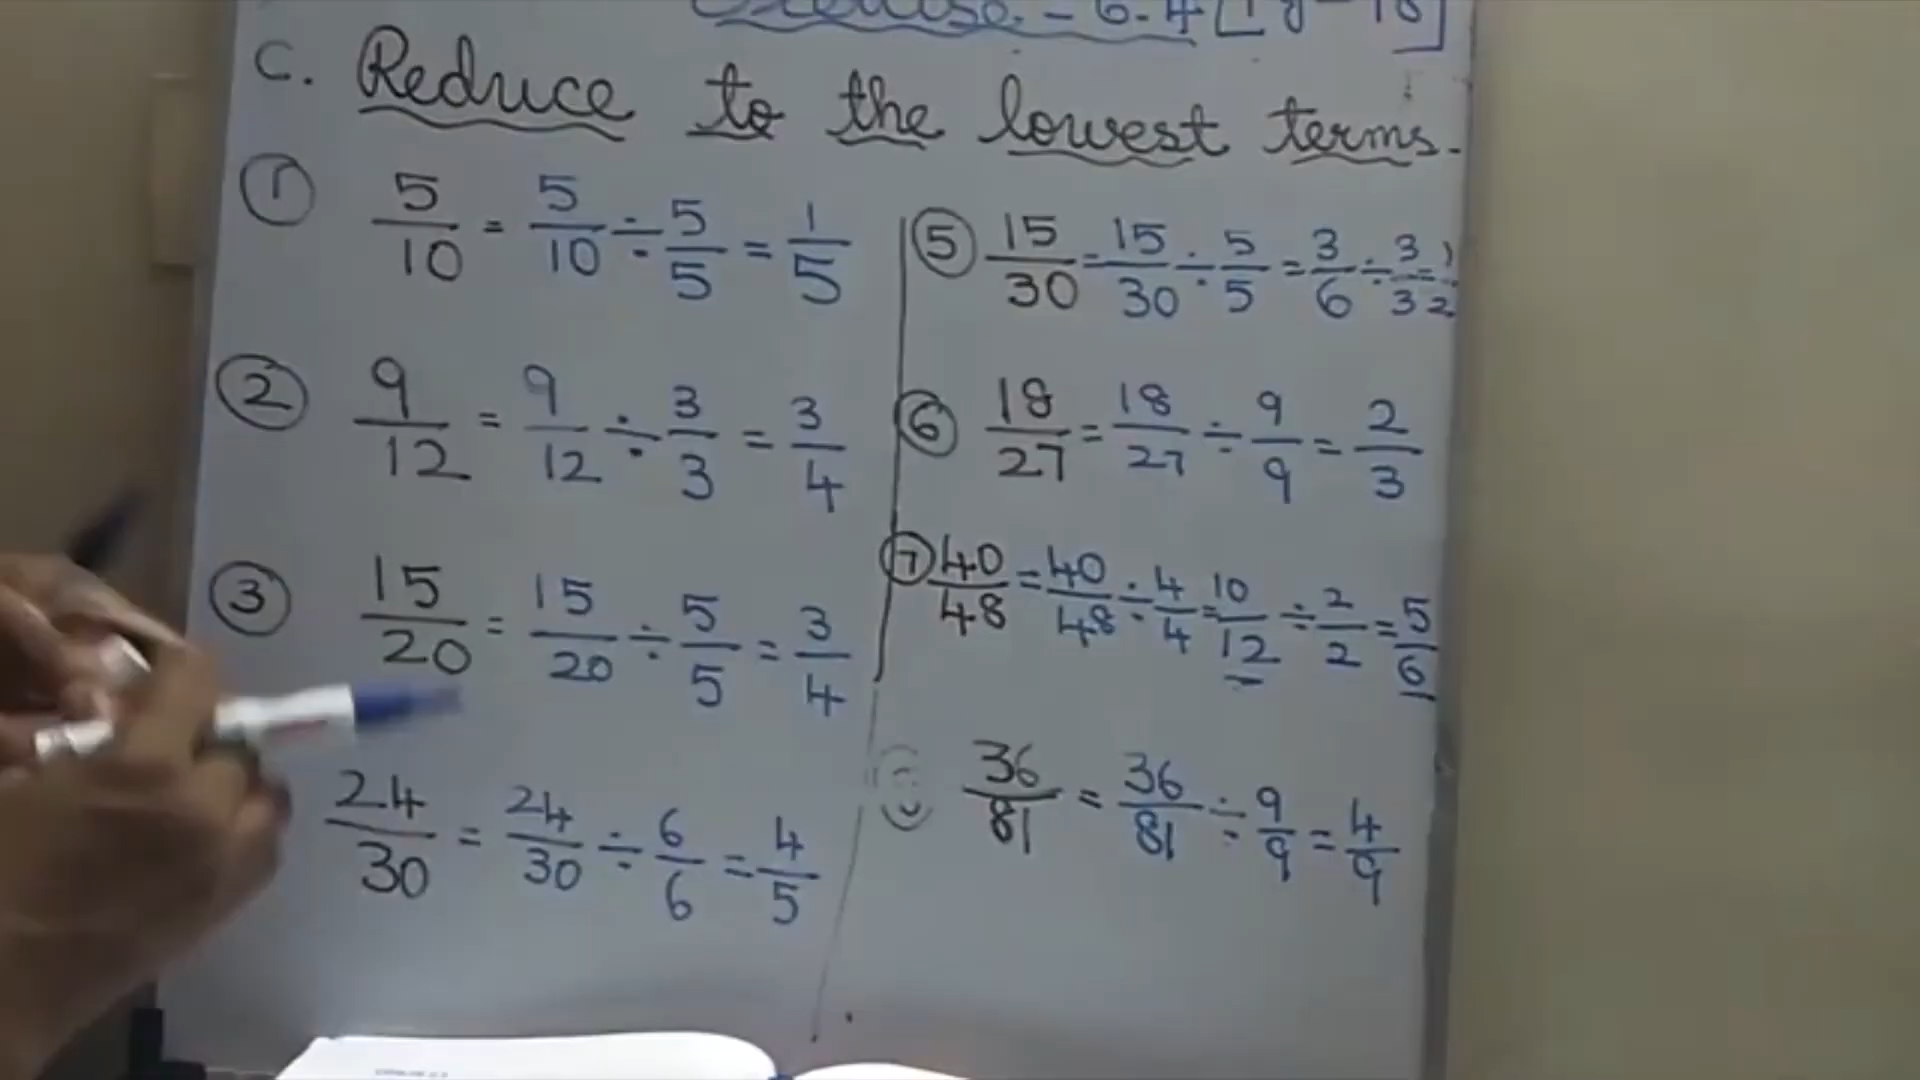 Exercise - 6.4
C. Reduce to the lowest terms.
① 5/10 = 5/10 ÷ 5/5 = 1/5
② 9/12 = 9/12 ÷ 3/3 = 3/4
③ 15/20 = 15/20 ÷ 5/5 = 3/4
24/30 = 24/30 ÷ 6/6 = 4/5
⑤ 15/30 = 15/30 ÷ 5/5 = 3/6 ÷ 3/3 = 1/2
⑥ 18/27 = 18/27 ÷ 9/9 = 2/3
⑦ 40/48 = 40/48 ÷ 4/4 = 10/12 ÷ 2/2 = 5/6
36/81 = 36/81 ÷ 9/9 = 4/9